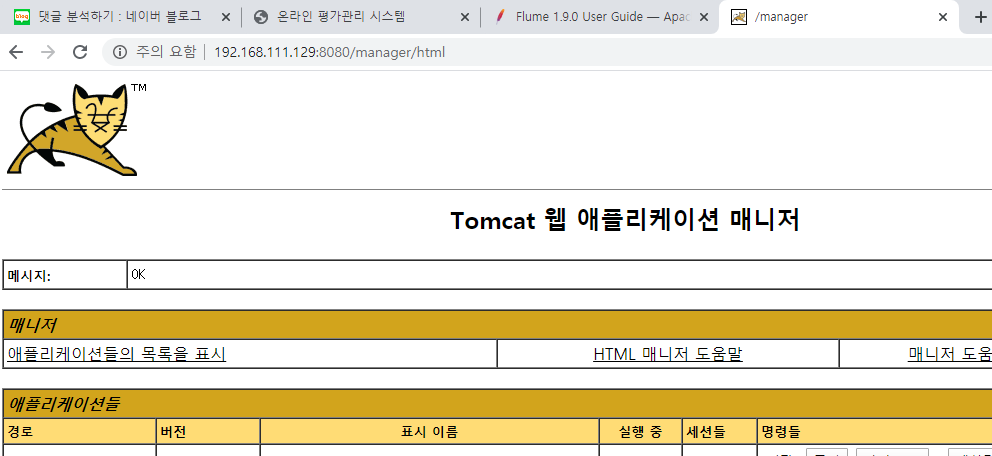 댓글 분석하기 : 네이버 블로그
온라인 평가관리 시스템
Flume 1.9.0 User Guide — Apac
/manager
주의 요함
192.168.111.129:8080/manager/html
TM
Tomcat 웹 애플리케이션 매니저
메시지: OK
매니저
애플리케이션들의 목록을 표시 HTML 매니저 도움말 매니저 도움
애플리케이션들
경로 버전 표시 이름 실행 중 세션들 명령들